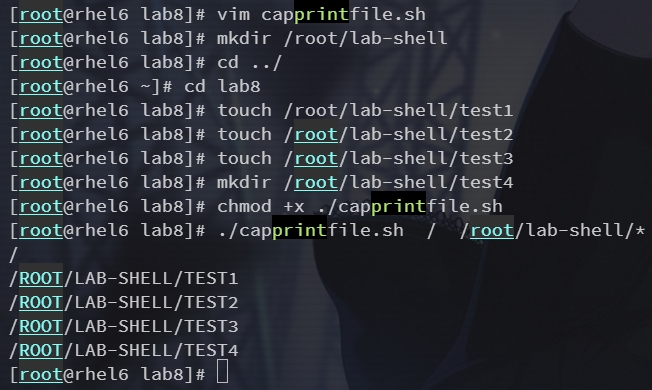 [root@rhel6 lab8]# vim capprintfile.sh
[root@rhel6 lab8]# mkdir /root/lab-shell
[root@rhel6 lab8]# cd ../
[root@rhel6 ~]# cd lab8
[root@rhel6 lab8]# touch /root/lab-shell/test1
[root@rhel6 lab8]# touch /root/lab-shell/test2
[root@rhel6 lab8]# touch /root/lab-shell/test3
[root@rhel6 lab8]# mkdir /root/lab-shell/test4
[root@rhel6 lab8]# chmod +x ./capprintfile.sh
[root@rhel6 lab8]# ./capprintfile.sh  /  /root/lab-shell/*
/
/ROOT/LAB-SHELL/TEST1
/ROOT/LAB-SHELL/TEST2
/ROOT/LAB-SHELL/TEST3
/ROOT/LAB-SHELL/TEST4
[root@rhel6 lab8]#